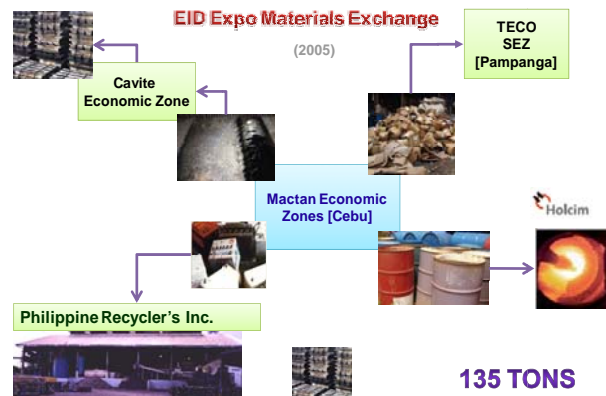 EID Expo Materials Exchange
(2005)
TECO
SEZ
[Pampanga]
Cavite
Economic Zone
Mactan Economic
Zones [Cebu]
Holcim
Philippine Recycler's Inc.
135 TONS